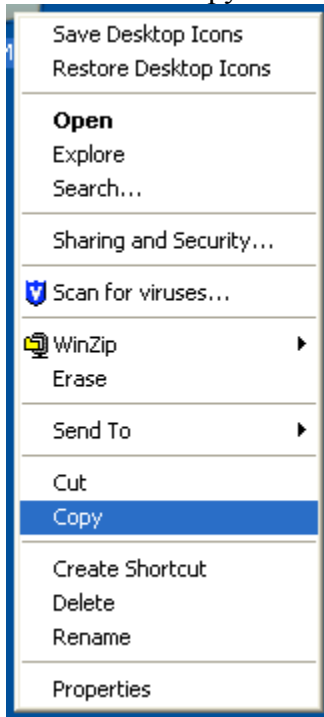 Save Desktop Icons
Restore Desktop Icons
Open
Explore
Search...
Sharing and Security...
Scan for viruses...
WinZip
Erase
Send To
Cut
Copy
Create Shortcut
Delete
Rename
Properties